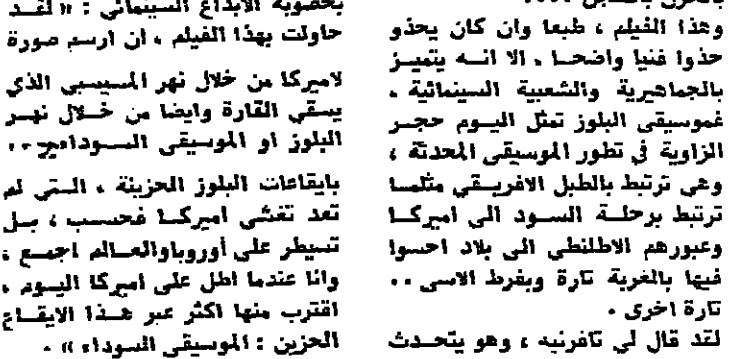 وهذا الفيلم ، طبعا وان كان يحذو
حذوا فنيا واضحا ، الا انه يتميز
بالجماهيرية والشعبية السينمائية .
فموسيقى البلوز تمثل اليوم حجر
الزاوية في تطور الموسيقى المحدثة ،
وهي ترتبط بالطبل الافريقي مثلما
ترتبط برحلة السود الى اميركا
وعبورهم الاطلنطي الى بلاد احسوا
فيها بالغربة تارة وبفرط الاسى ..
تارة اخرى .
لقد قال لي تافرنيه ، وهو يتحدث
بخصوبة الابداع السينمائي : « لقد
حاولت بهذا الفيلم ، ان ارسم صورة
لاميركا من خلال نهر المسيسبي الذي
يسقي القارة وايضا من خلال نهر
البلوز او الموسيقى السوداء ..
بايقاعات البلوز الحزينة ، التي لم
تعد تغشى اميركا فحسب ، بل
تسيطر على أوروباوالعالم اجمع ،
وانا عندما اطل على اميركا اليوم ،
اقترب منها اكثر عبر هذا الايقاع
الحزين : الموسيقى السوداء » .